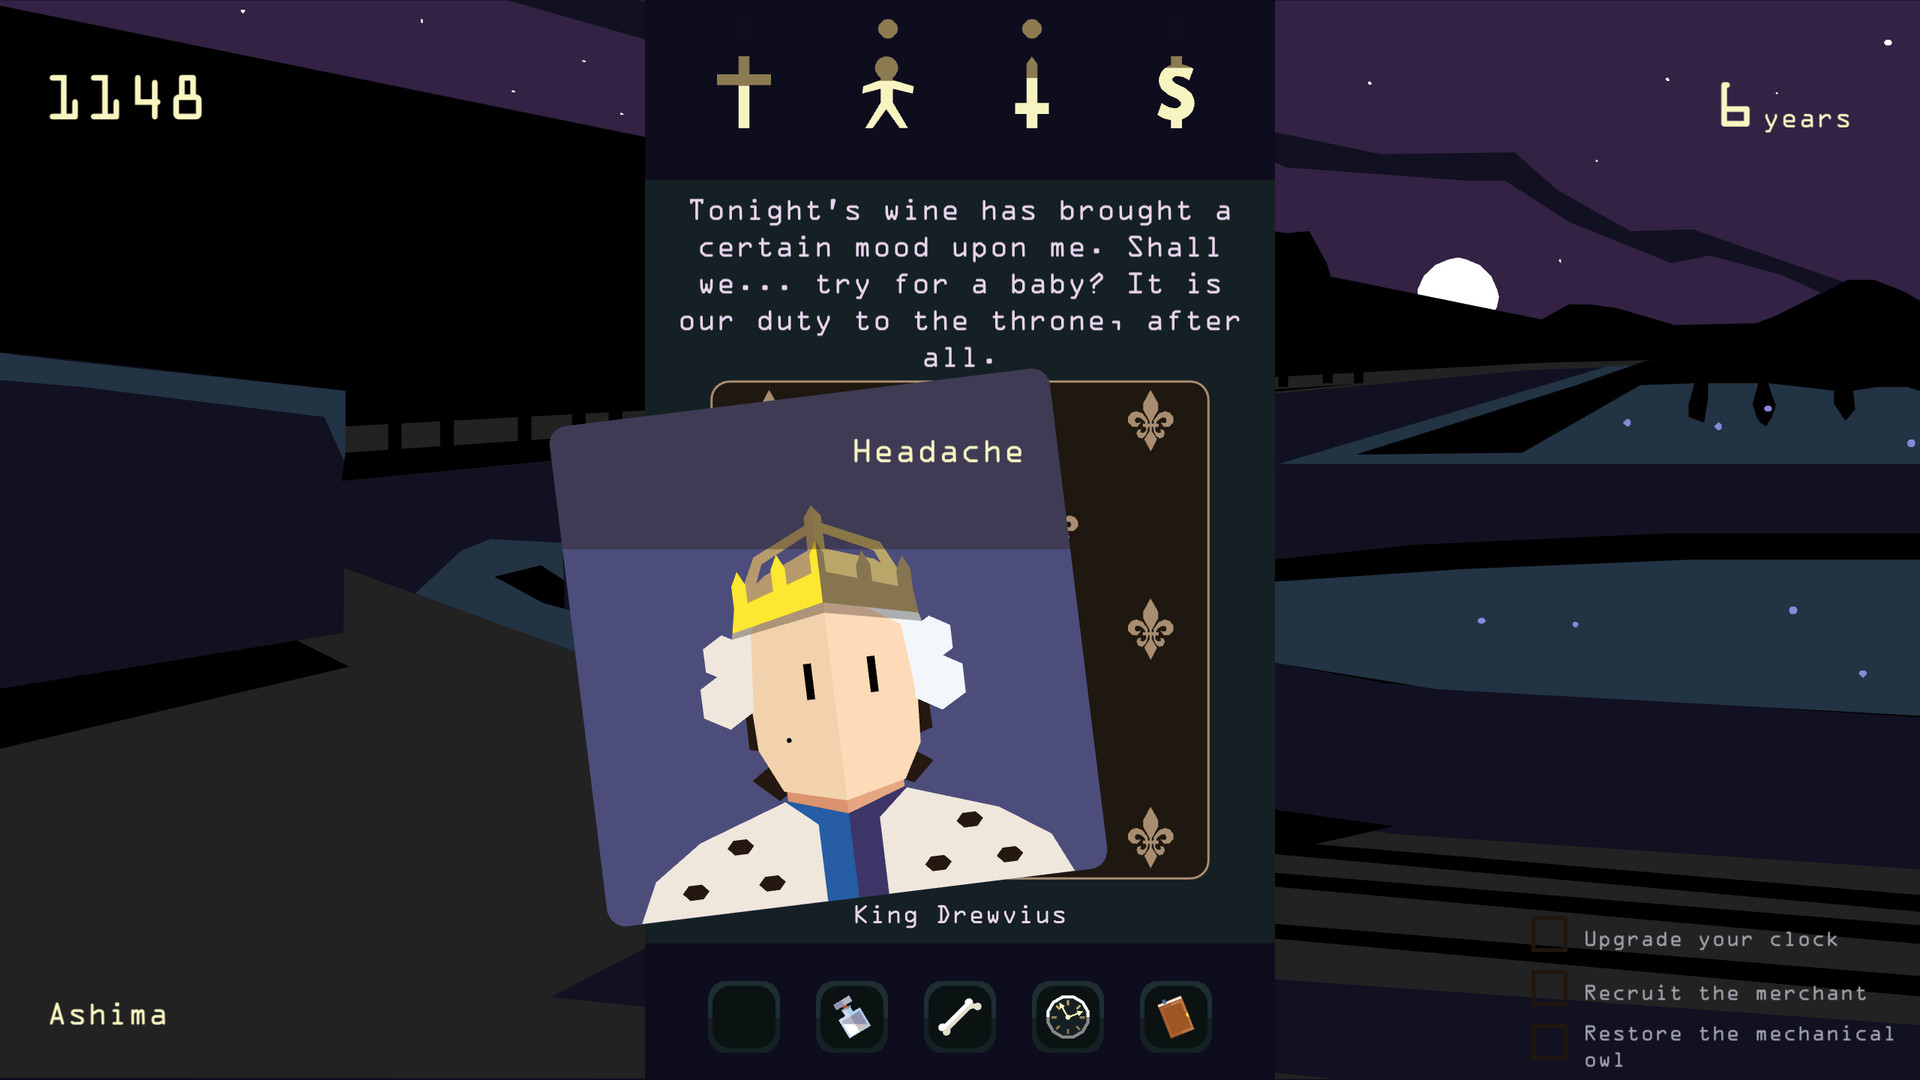 1148
6 years
Tonight's wine has brought a
certain mood upon me. Shall
we... try for a baby? It is
our duty to the throne, after
all.
Headache
King Drewvius
Ashima
Upgrade your clock
Recruit the merchant
Restore the mechanical
owl